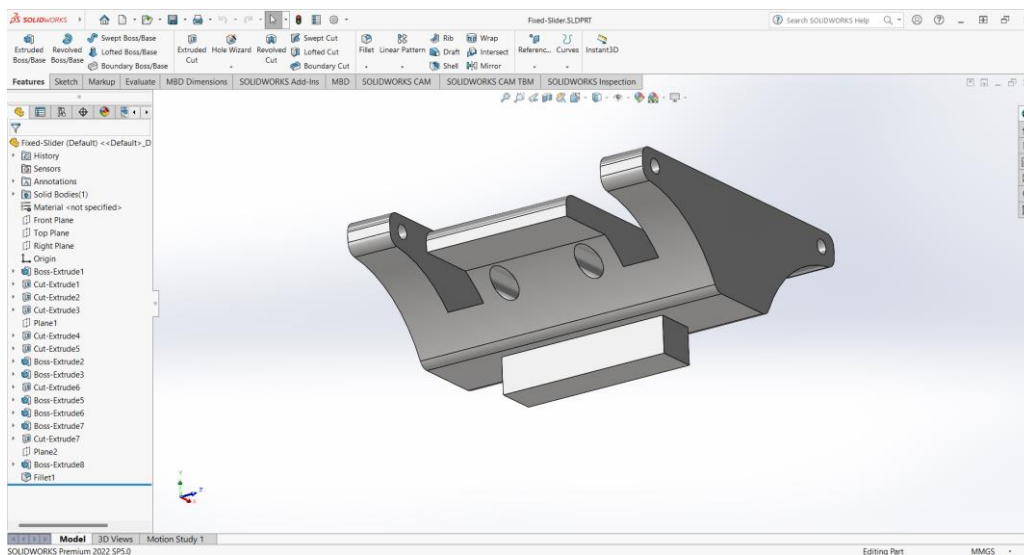 SOLIDWORKS
Fixed-Slider.SLDPRT
Search SOLIDWORKS Help
Extruded Boss/Base
Revolved Boss/Base
Swept Boss/Base
Lofted Boss/Base
Boundary Boss/Base
Extruded Cut
Hole Wizard
Revolved Cut
Swept Cut
Lofted Cut
Boundary Cut
Fillet
Linear Pattern
Rib
Draft
Shell
Wrap
Intersect
Mirror
Referenc...
Curves
Instant3D
Features Sketch Markup Evaluate MBD Dimensions SOLIDWORKS Add-Ins MBD SOLIDWORKS CAM SOLIDWORKS CAM TBM SOLIDWORKS Inspection
Fixed-Slider (Default) <<Default>_D
History
Sensors
Annotations
Solid Bodies(1)
Material <not specified>
Front Plane
Top Plane
Right Plane
Origin
Boss-Extrude1
Cut-Extrude1
Cut-Extrude2
Cut-Extrude3
Plane1
Cut-Extrude4
Cut-Extrude5
Boss-Extrude2
Boss-Extrude3
Cut-Extrude6
Boss-Extrude5
Boss-Extrude6
Boss-Extrude7
Cut-Extrude7
Plane2
Boss-Extrude8
Fillet1
Model 3D Views Motion Study 1
SOLIDWORKS Premium 2022 SP5.0
Editing Part
MMGS